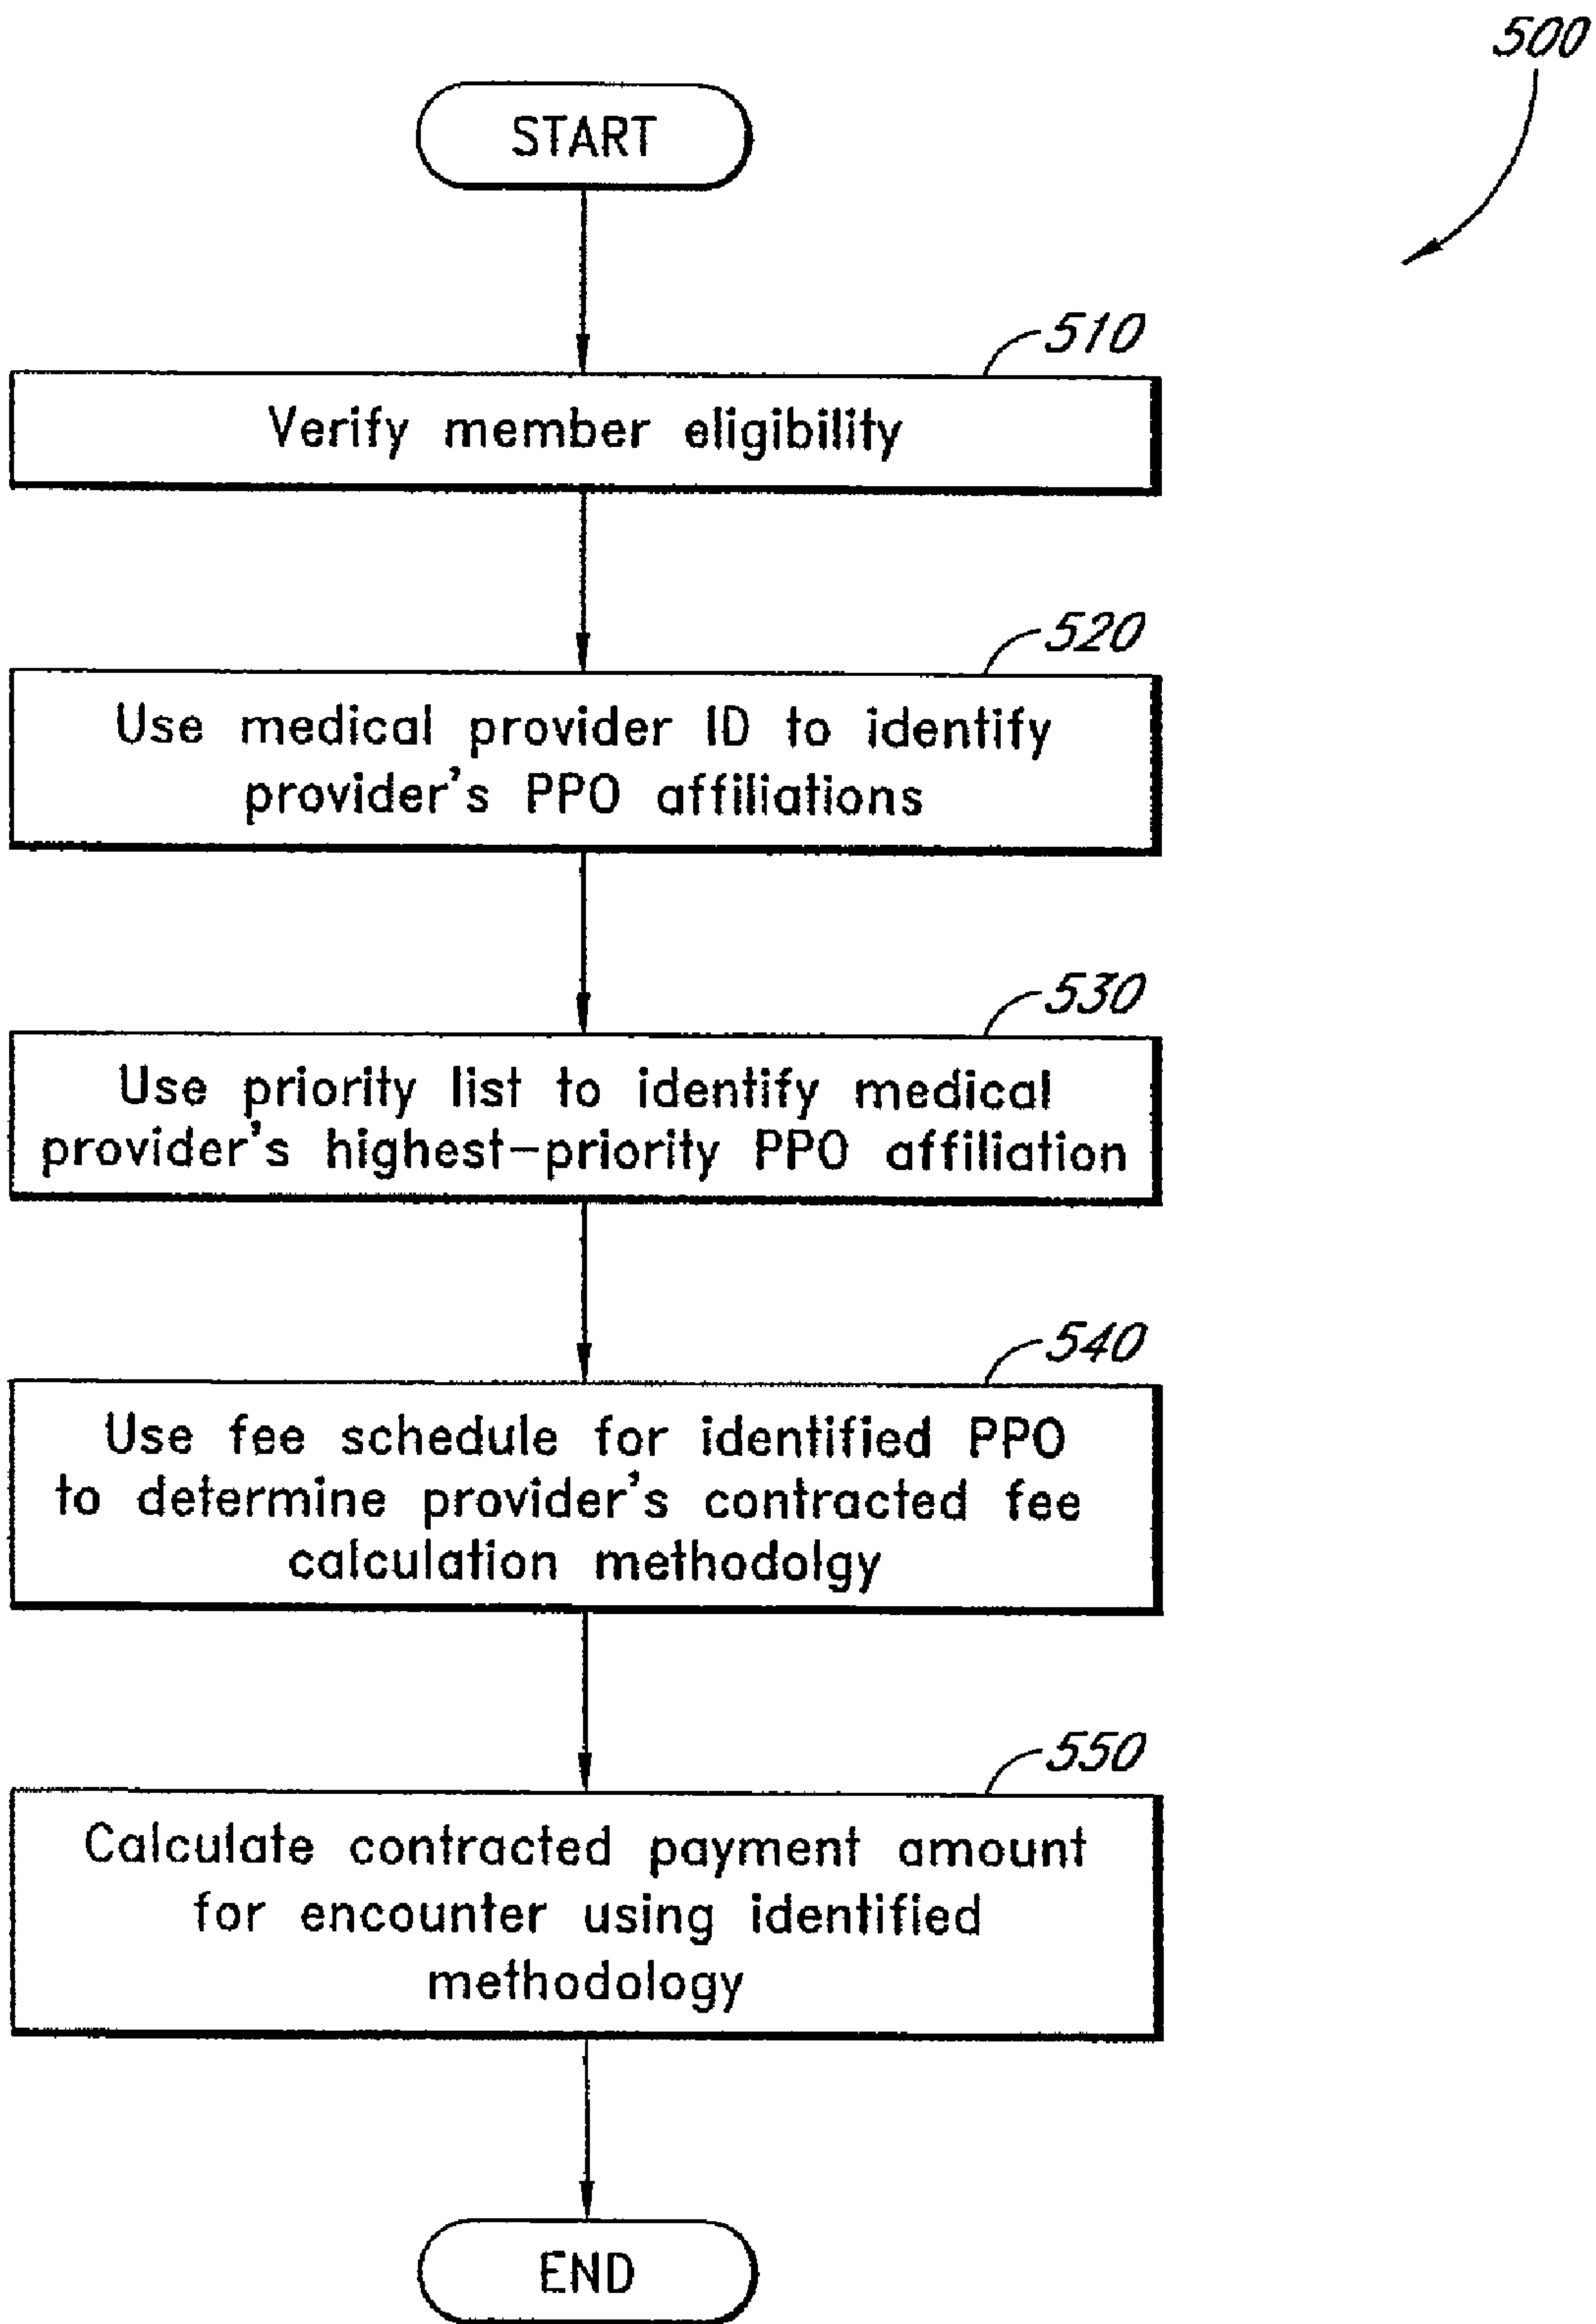 500
START
510
Verify member eligibility
520
Use medical provider ID to identify
provider's PPO affiliations
530
Use priority list to identify medical
provider's highest-priority PPO affiliation
540
Use fee schedule for identified PPO
to determine provider's contracted fee
calculation methodolgy
550
Calculate contracted payment amount
for encounter using identified
methodology
END